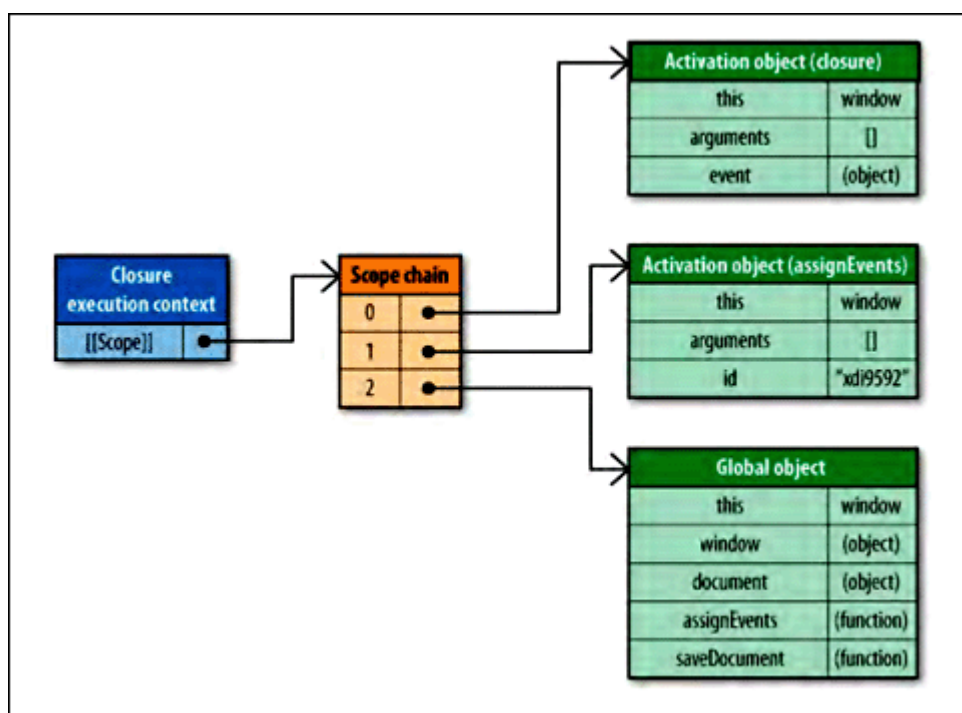 Closure
execution context
[[Scope]]
Scope chain
0
1
2
Activation object (closure)
this window
arguments []
event (object)
Activation object (assignEvents)
this window
arguments []
id "xdi9592"
Global object
this window
window (object)
document (object)
assignEvents (function)
saveDocument (function)